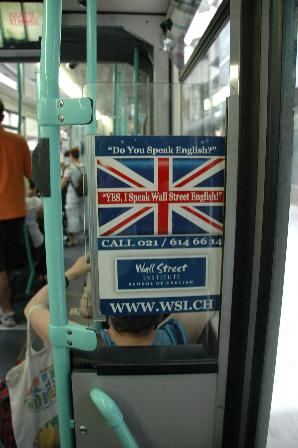 "Do You Speak English?"
"YES, I Speak Wall Street English!"
CALL 021 / 614 66 14
Wall Street
INSTITUTE
SCHOOL OF ENGLISH
WWW.WSI.CH